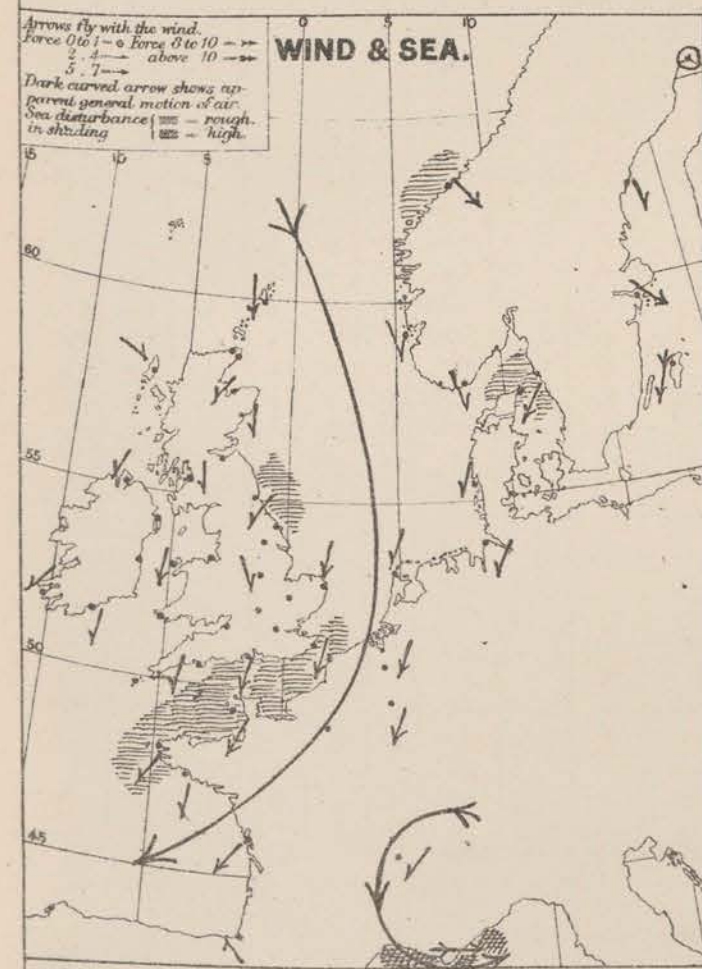 Arrows fly with the wind.
Force 0 to 1 Force 8 to 10
2 . 4 above 10
5 . 7
Dark curved arrow shows ap-
parent general motion of air.
Sea disturbance = rough.
in shading = high.
WIND & SEA.
0 5 10
15 10 5
60
55
50
45